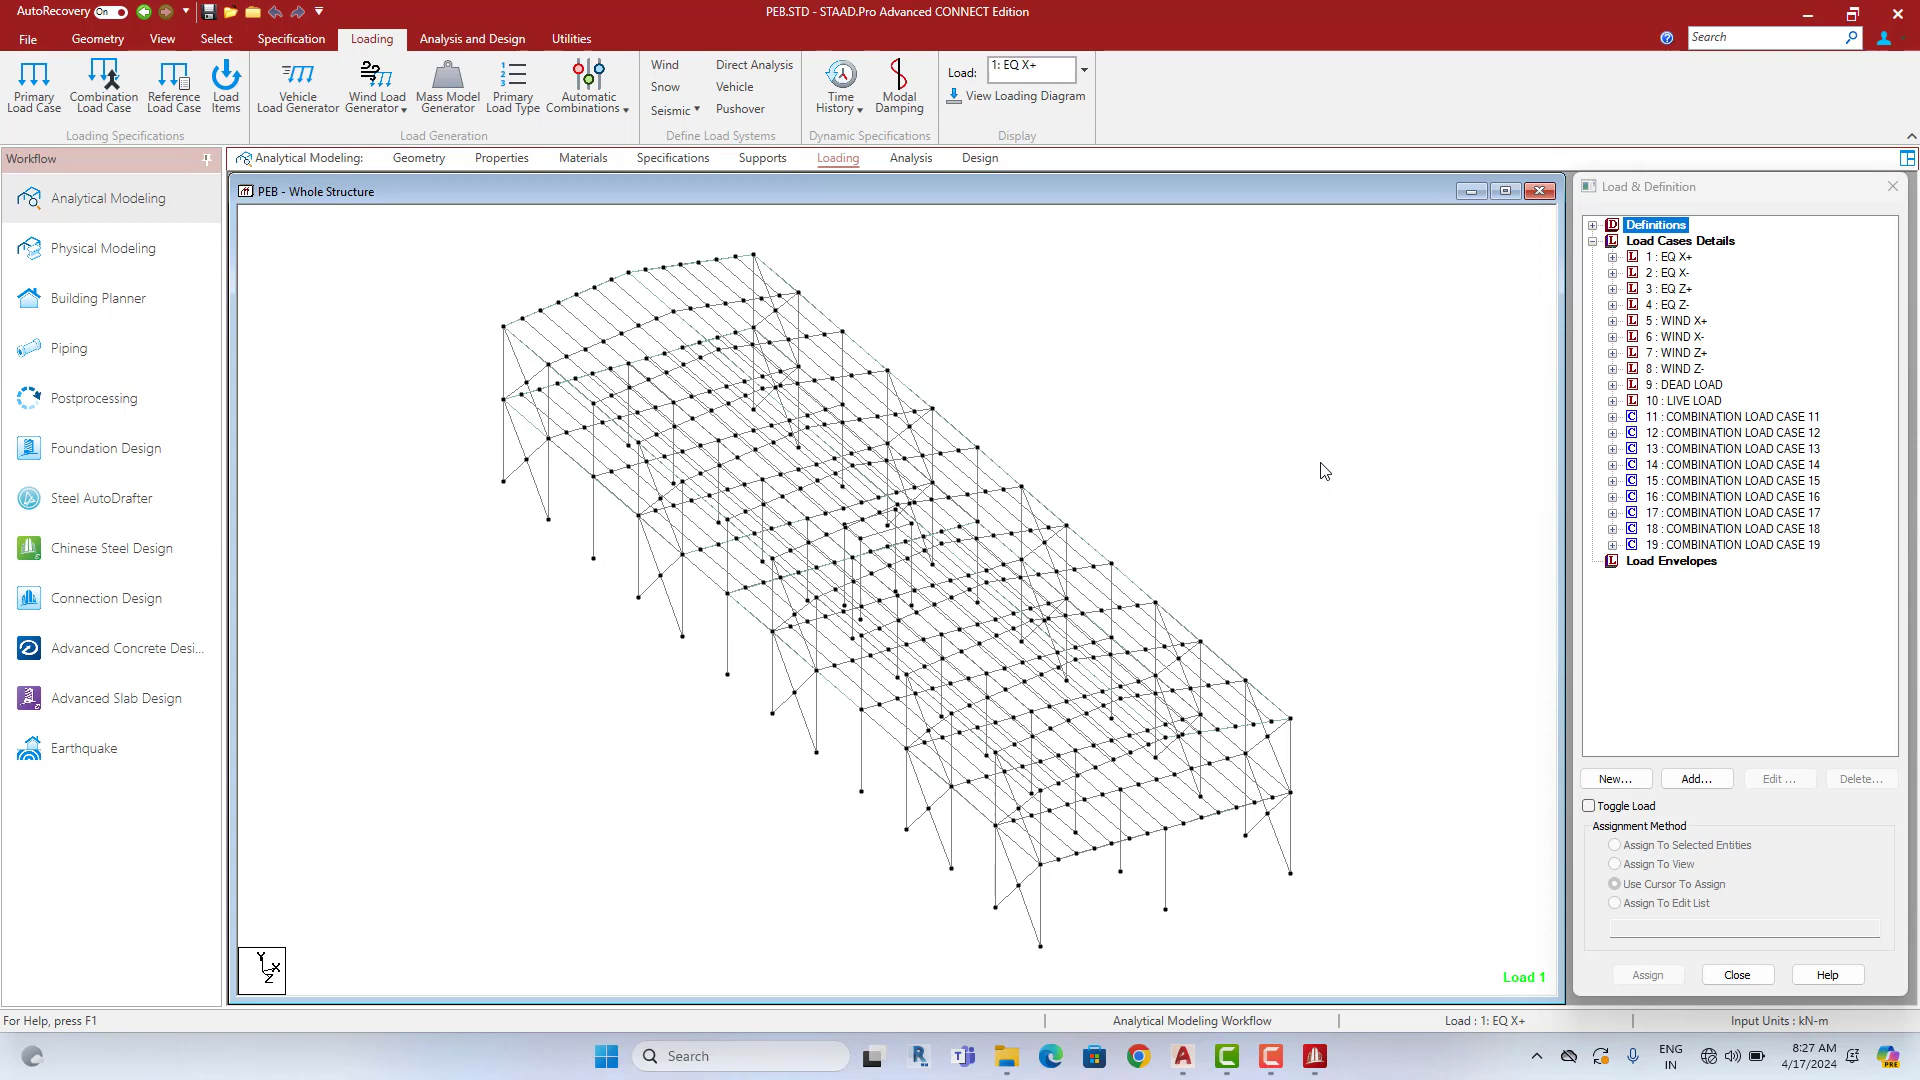 AutoRecovery On
PEB.STD - STAAD.Pro Advanced CONNECT Edition
File Geometry View Select Specification Loading Analysis and Design Utilities
Search
Primary Load Case
Combination Load Case
Reference Load Case
Load Items
Loading Specifications
Vehicle Load Generator
Wind Load Generator
Mass Model Generator
Primary Load Type
Automatic Combinations
Load Generation
Wind
Snow
Seismic
Direct Analysis
Vehicle
Pushover
Define Load Systems
Time History
Modal Damping
Dynamic Specifications
Load: 1: EQ X+
View Loading Diagram
Display
Workflow
Analytical Modeling
Physical Modeling
Building Planner
Piping
Postprocessing
Foundation Design
Steel AutoDrafter
Chinese Steel Design
Connection Design
Advanced Concrete Desi...
Advanced Slab Design
Earthquake
Analytical Modeling: Geometry Properties Materials Specifications Supports Loading Analysis Design
PEB - Whole Structure
Y
X
Z
Load 1
Load & Definition
D Definitions
L Load Cases Details
L 1 : EQ X+
L 2 : EQ X-
L 3 : EQ Z+
L 4 : EQ Z-
L 5 : WIND X+
L 6 : WIND X-
L 7 : WIND Z+
L 8 : WIND Z-
L 9 : DEAD LOAD
L 10 : LIVE LOAD
C 11 : COMBINATION LOAD CASE 11
C 12 : COMBINATION LOAD CASE 12
C 13 : COMBINATION LOAD CASE 13
C 14 : COMBINATION LOAD CASE 14
C 15 : COMBINATION LOAD CASE 15
C 16 : COMBINATION LOAD CASE 16
C 17 : COMBINATION LOAD CASE 17
C 18 : COMBINATION LOAD CASE 18
C 19 : COMBINATION LOAD CASE 19
L Load Envelopes
New... Add... Edit ... Delete...
Toggle Load
Assignment Method
Assign To Selected Entities
Assign To View
Use Cursor To Assign
Assign To Edit List
Assign Close Help
For Help, press F1
Analytical Modeling Workflow
Load : 1: EQ X+
Input Units : kN-m
Search
ENG
IN
8:27 AM
4/17/2024
PRE